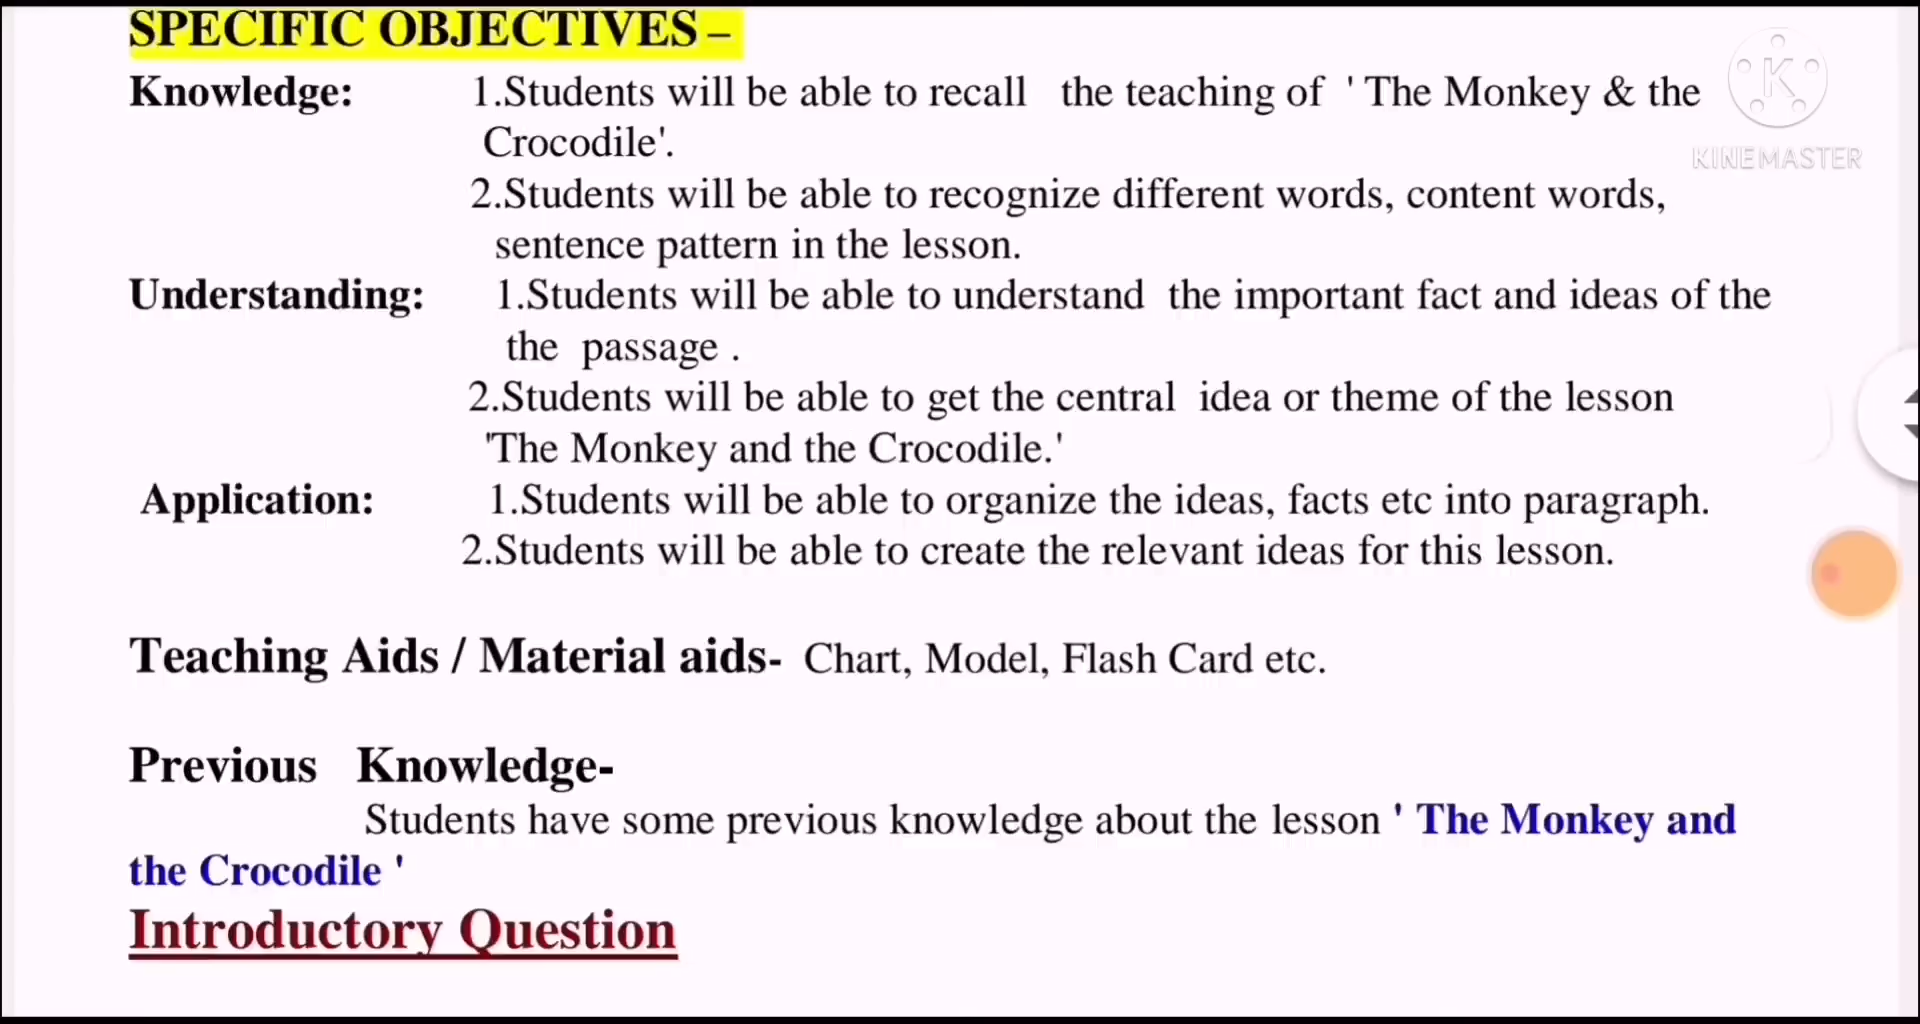 SPECIFIC OBJECTIVES –
Knowledge: 1.Students will be able to recall the teaching of ' The Monkey & the
Crocodile'.
2.Students will be able to recognize different words, content words,
sentence pattern in the lesson.
Understanding: 1.Students will be able to understand the important fact and ideas of the
the passage .
2.Students will be able to get the central idea or theme of the lesson
'The Monkey and the Crocodile.'
Application: 1.Students will be able to organize the ideas, facts etc into paragraph.
2.Students will be able to create the relevant ideas for this lesson.
Teaching Aids / Material aids- Chart, Model, Flash Card etc.
Previous Knowledge-
Students have some previous knowledge about the lesson ' The Monkey and
the Crocodile '
Introductory Question
K
KINEMASTER